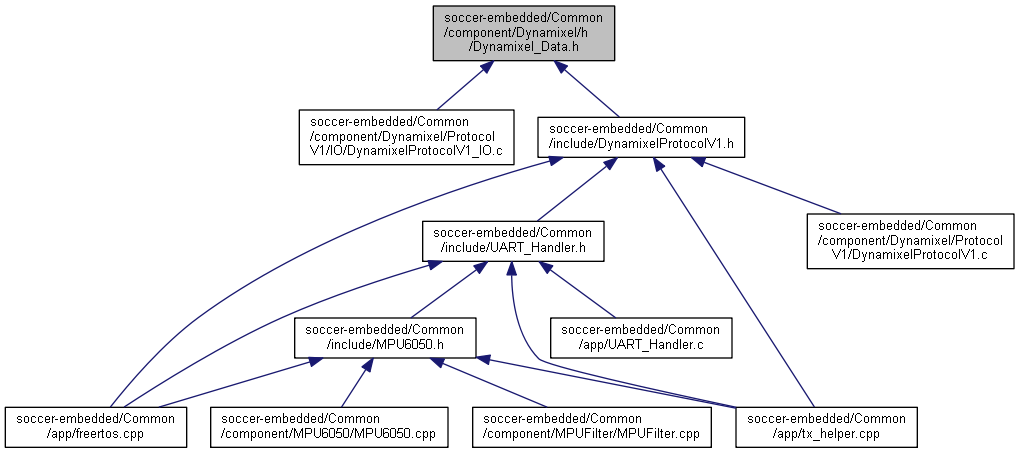 soccer-embedded/Common
/component/Dynamixel/h
/Dynamixel_Data.h
soccer-embedded/Common
/component/Dynamixel/Protocol
V1/IO/DynamixelProtocolV1_IO.c
soccer-embedded/Common
/include/DynamixelProtocolV1.h
soccer-embedded/Common
/include/UART_Handler.h
soccer-embedded/Common
/component/Dynamixel/Protocol
V1/DynamixelProtocolV1.c
soccer-embedded/Common
/include/MPU6050.h
soccer-embedded/Common
/app/UART_Handler.c
soccer-embedded/Common
/app/freertos.cpp
soccer-embedded/Common
/component/MPU6050/MPU6050.cpp
soccer-embedded/Common
/component/MPUFilter/MPUFilter.cpp
soccer-embedded/Common
/app/tx_helper.cpp